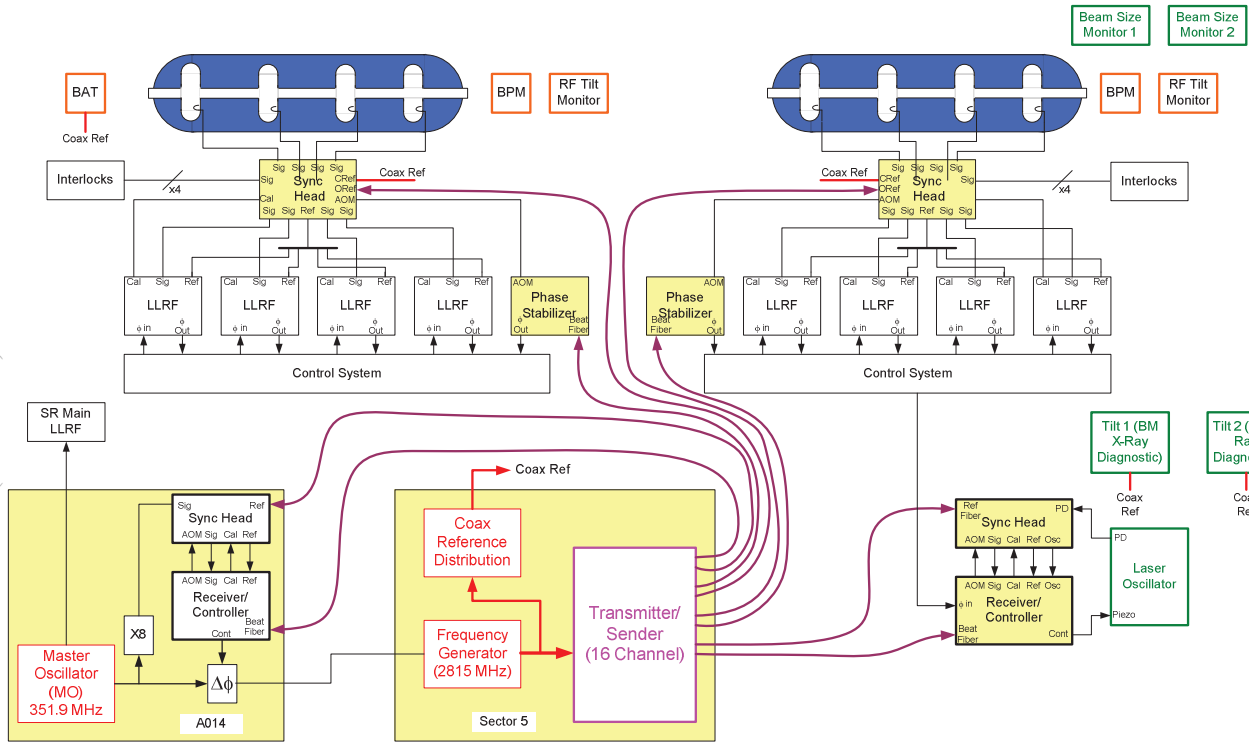 Beam Size
Monitor 1
Beam Size
Monitor 2
BAT
Coax Ref
BPM
RF Tilt
Monitor
BPM
RF Tilt
Monitor
Interlocks
x4
Sig Sig Sig Sig
Sig
Sync
Head
CRef
ORef
AOM
Cal
Sig Sig Ref Sig Sig
Coax Ref
Coax Ref
Sig Sig Sig Sig
CRef
ORef
AOM
Sync
Head
Sig
Sig Sig Ref Sig Sig
x4
Interlocks
Cal Sig Ref
LLRF
ϕ in
ϕ
Out
Cal Sig Ref
LLRF
ϕ in
ϕ
Out
Cal Sig Ref
LLRF
ϕ in
ϕ
Out
Cal Sig Ref
LLRF
ϕ in
ϕ
Out
AOM
Phase
Stabilizer
ϕ
Out
Beat
Fiber
AOM
Phase
Stabilizer
Beat
Fiber
ϕ
Out
Cal Sig Ref
LLRF
ϕ in
ϕ
Out
Cal Sig Ref
LLRF
ϕ in
ϕ
Out
Cal Sig Ref
LLRF
ϕ in
ϕ
Out
Cal Sig Ref
LLRF
ϕ in
ϕ
Out
Control System
Control System
SR Main
LLRF
Sig
Ref
Sync Head
AOM Sig Cal Ref
AOM Sig Cal Ref
Receiver/
Controller
Beat
Fiber
Cont
X8
Master
Oscillator
(MO)
351.9 MHz
Δϕ
A014
Coax Ref
Coax
Reference
Distribution
Frequency
Generator
(2815 MHz)
Transmitter/
Sender
(16 Channel)
Sector 5
Tilt 1 (BM
X-Ray
Diagnostic)
Coax
Ref
Tilt 2 (
Ra
Diagno
Coa
Re
Ref
Fiber
PD
Sync Head
AOM Sig Cal Ref Osc
AOM Sig Cal Ref Osc
ϕ in
Receiver/
Controller
Beat
Fiber
Cont
PD
Laser
Oscillator
Piezo